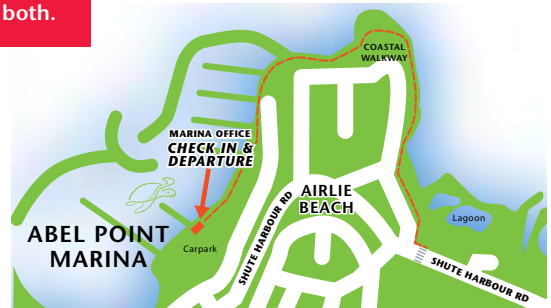 both.
COASTAL
WALKWAY
MARINA OFFICE
CHECK IN &
DEPARTURE
AIRLIE
BEACH
SHUTE HARBOUR RD
Lagoon
ABEL POINT
MARINA
Carpark
SHUTE HARBOUR RD